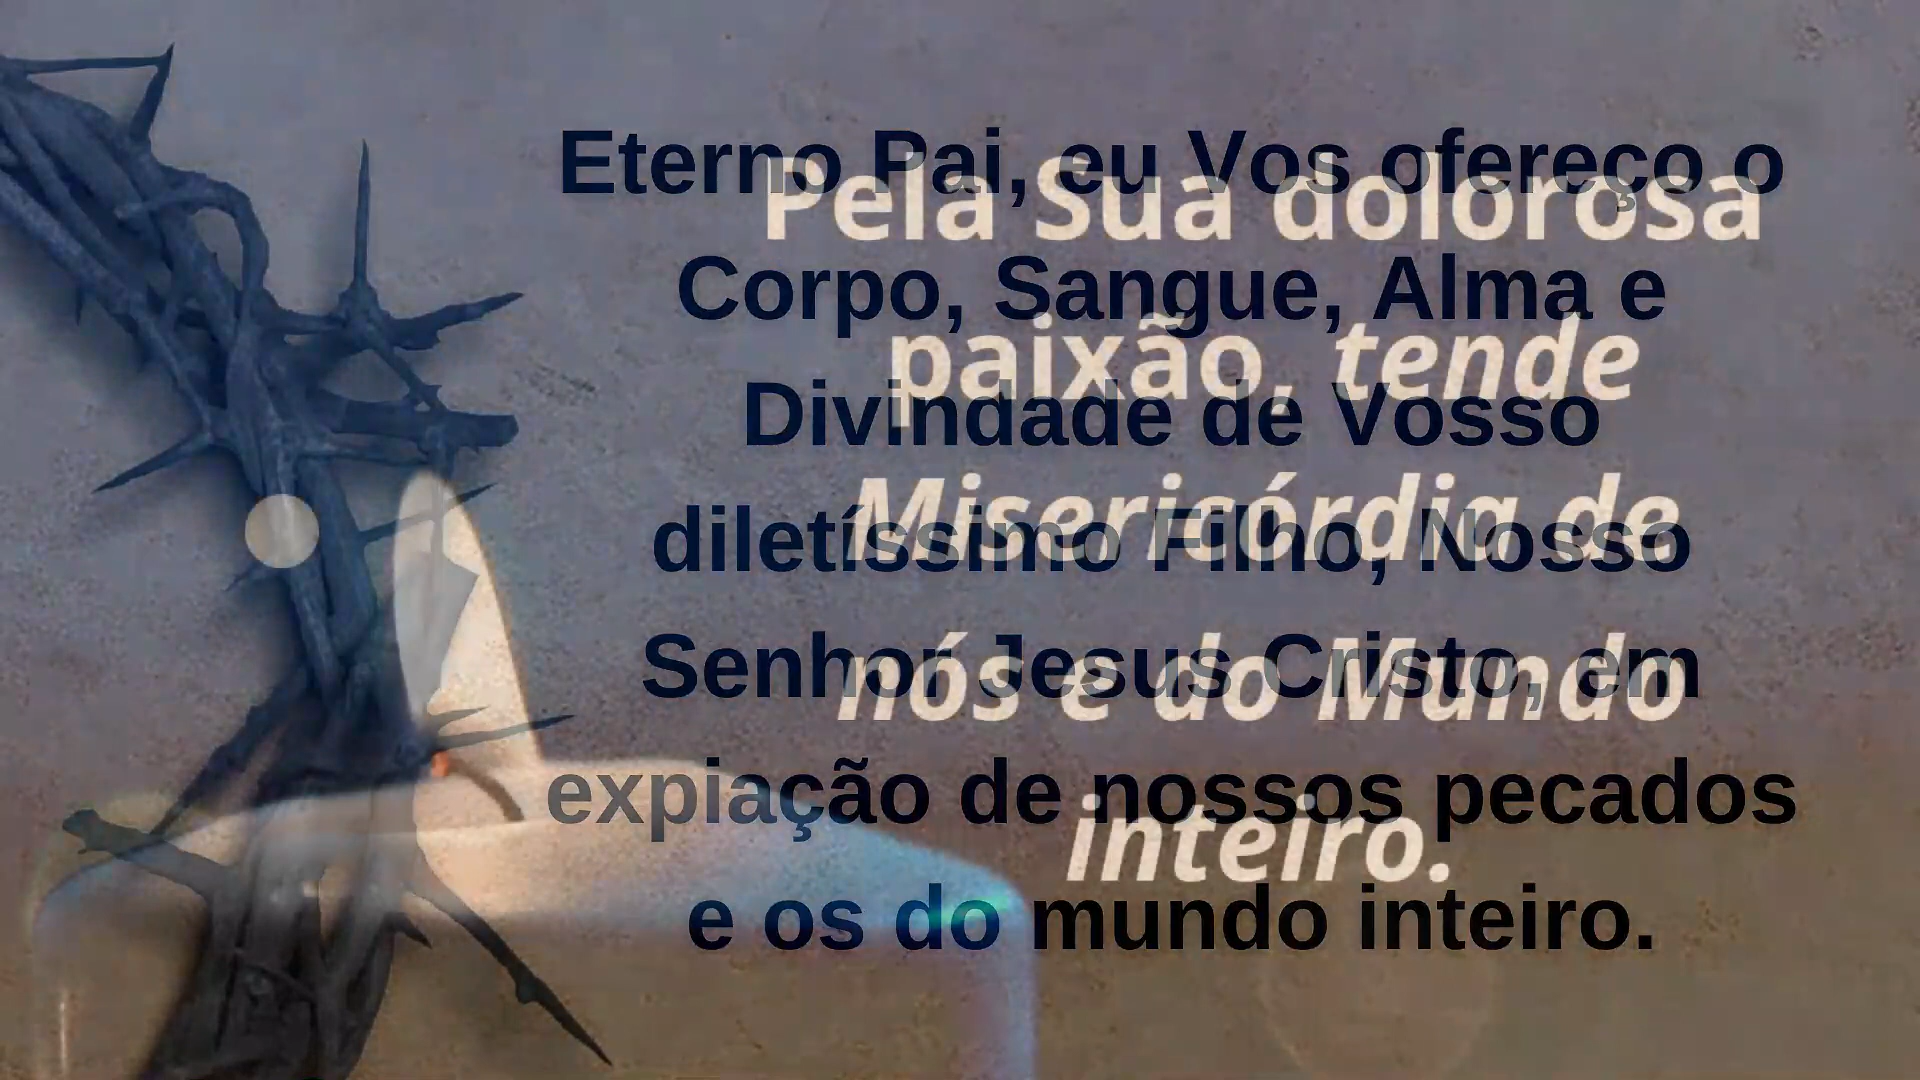 Eterno Pai, eu Vos ofereço o
Corpo, Sangue, Alma e
Divindade de Vosso
diletíssimo Filho, Nosso
Senhor Jesus Cristo, em
expiação de nossos pecados
e os do mundo inteiro.
Pela Sua dolorosa
paixão, tende
Misericórdia de
nós e do Mundo
inteiro.